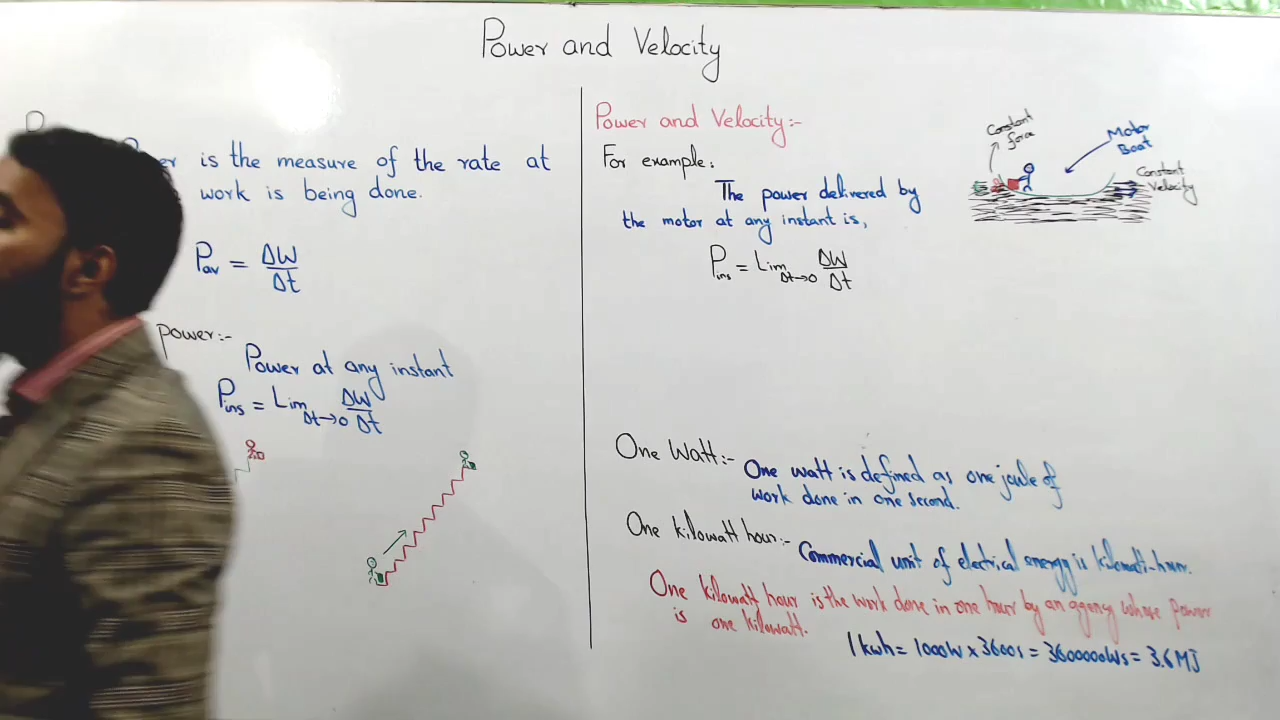 Power and Velocity
is the measure of the rate at
work is being done.
Pav = ΔW/Δt
Power:-
Power at any instant
Pins = Lim Δt→0 ΔW/Δt
Power and Velocity:-
For example:
The power delivered by
the motor at any instant is,
Pins = Lim Δt→0 ΔW/Δt
Constant
force
Motor
Boat
Constant
Velocity
One Watt:- One watt is defined as one joule of
work done in one second.
One kilowatt hour:- Commercial unit of electrical energy is kilowatt-hour.
One kilowatt hour is the work done in one hour by an agency whose power
is one kilowatt.
1 kwh = 1000W x 3600s = 3600000Ws = 3.6MJ